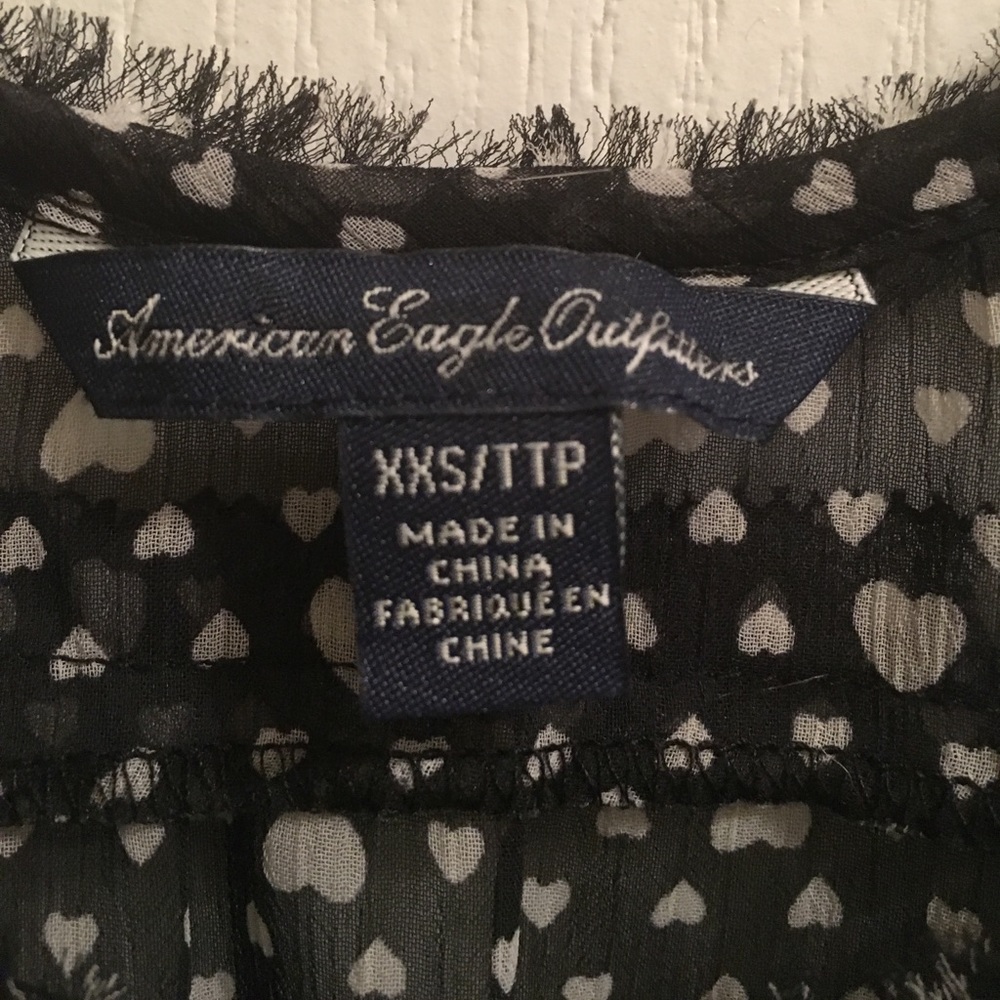 American Eagle Outfitters
XXS/TTP
MADE IN
CHINA
FABRIQUÉ EN
CHINE